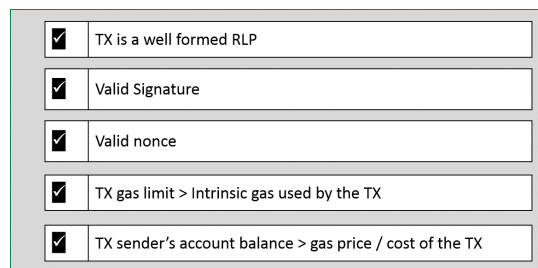 TX is a well formed RLP
Valid Signature
Valid nonce
TX gas limit > Intrinsic gas used by the TX
TX sender's account balance > gas price / cost of the TX